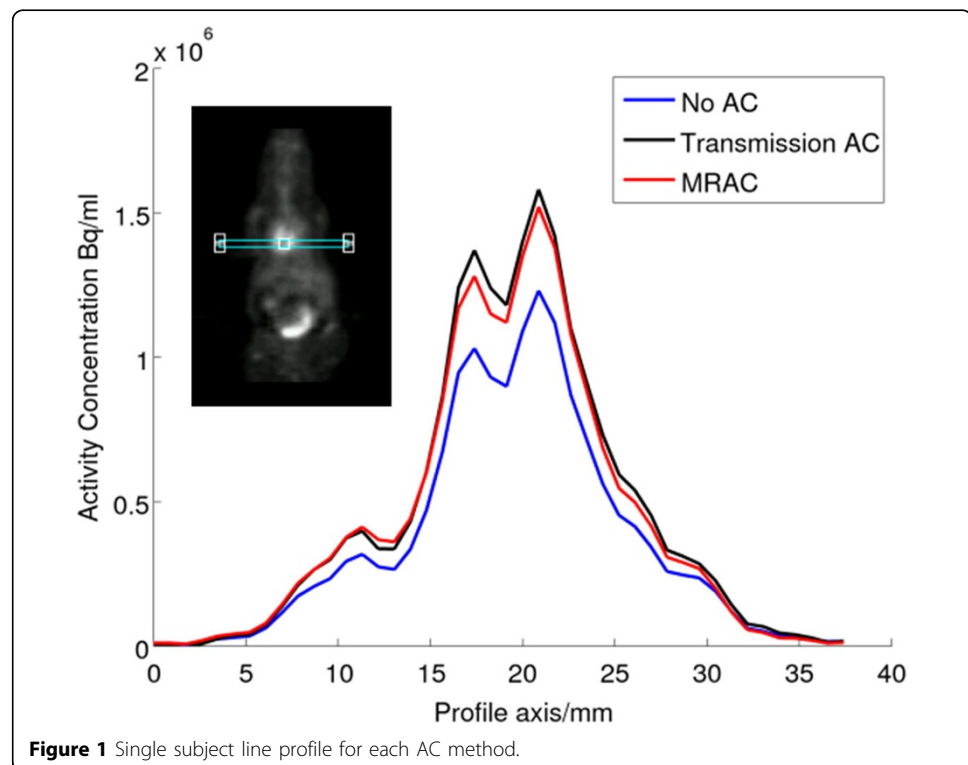 x 10^6
2
1.5
1
0.5
0
Activity Concentration Bq/ml
No AC
Transmission AC
MRAC
0 5 10 15 20 25 30 35 40
Profile axis/mm
Figure 1 Single subject line profile for each AC method.